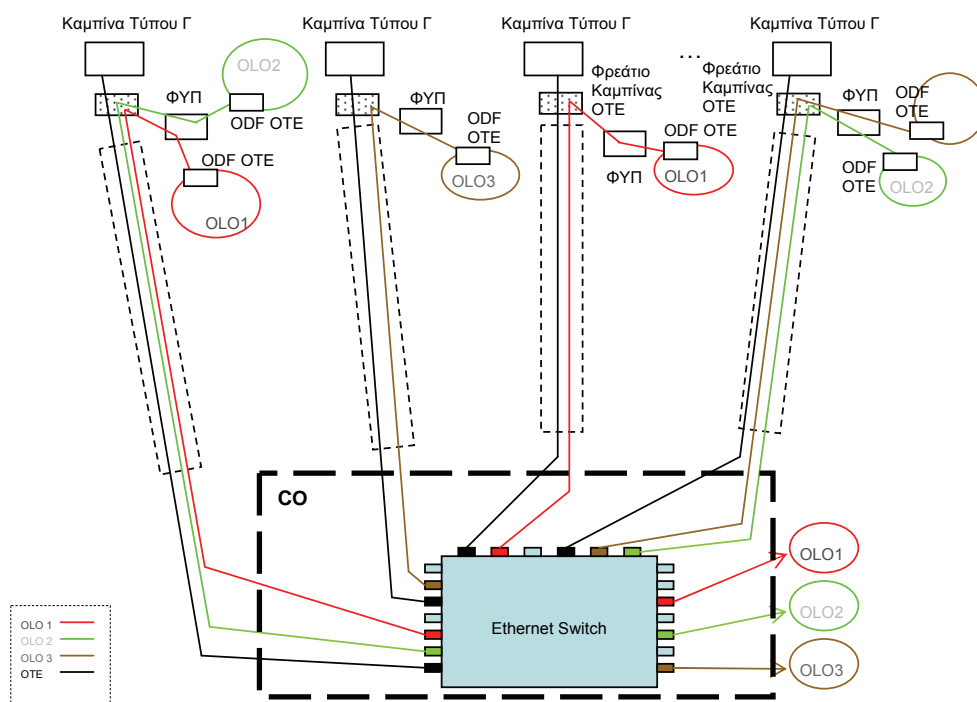 Καμπίνα Τύπου Γ
Καμπίνα Τύπου Γ
Καμπίνα Τύπου Γ
Καμπίνα Τύπου Γ
OLO2
ΦΥΠ
ODF OTE
ODF OTE
OLO1
ΦΥΠ
ODF
OTE
OLO3
Φρεάτιο
Καμπίνας
ΟΤΕ
ODF OTE
ΦΥΠ
OLO1
...
Φρεάτιο
Καμπίνας
ΟΤΕ
ΦΥΠ
ODF
OTE
ODF
OTE
OLO2
CO
Ethernet Switch
OLO1
OLO2
OLO3
OLO 1
OLO 2
OLO 3
OTE